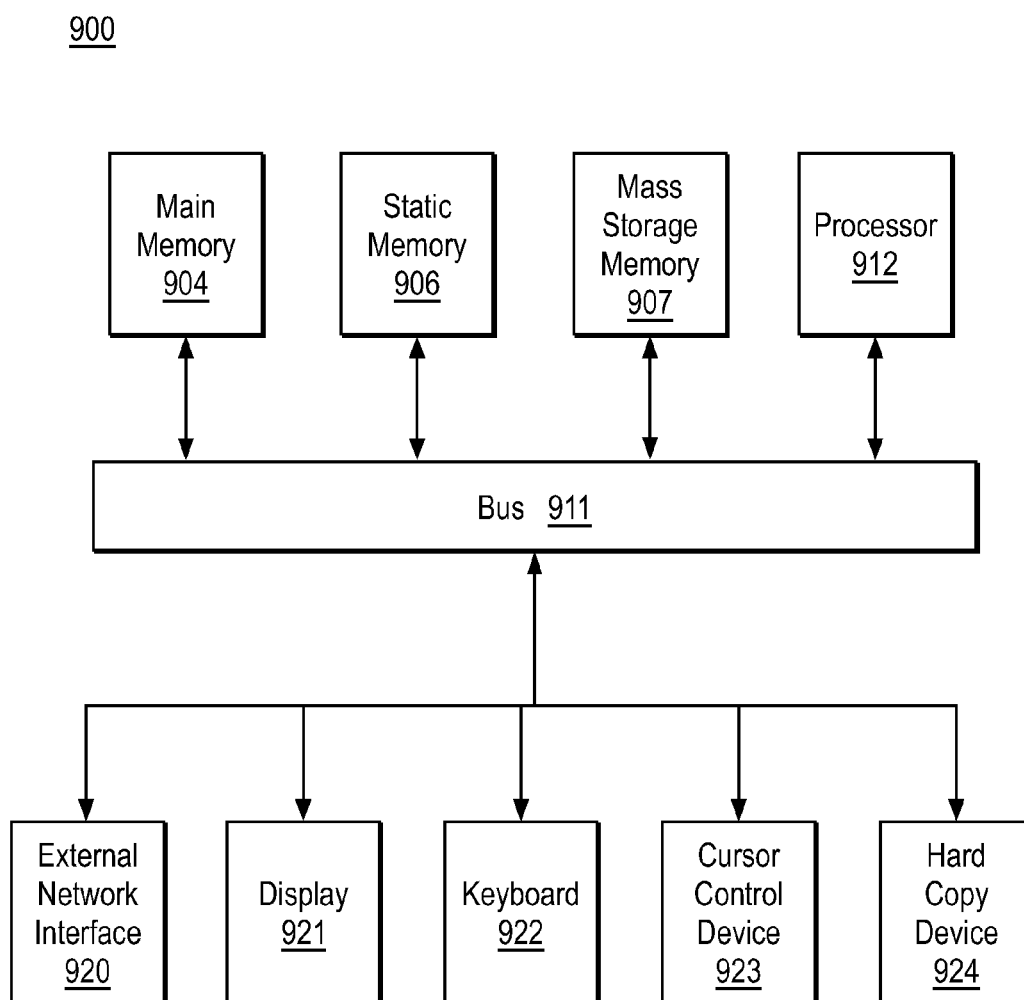 900
Main
Memory
904
Static
Memory
906
Mass
Storage
Memory
907
Processor
912
Bus 911
External
Network
Interface
920
Display
921
Keyboard
922
Cursor
Control
Device
923
Hard
Copy
Device
924